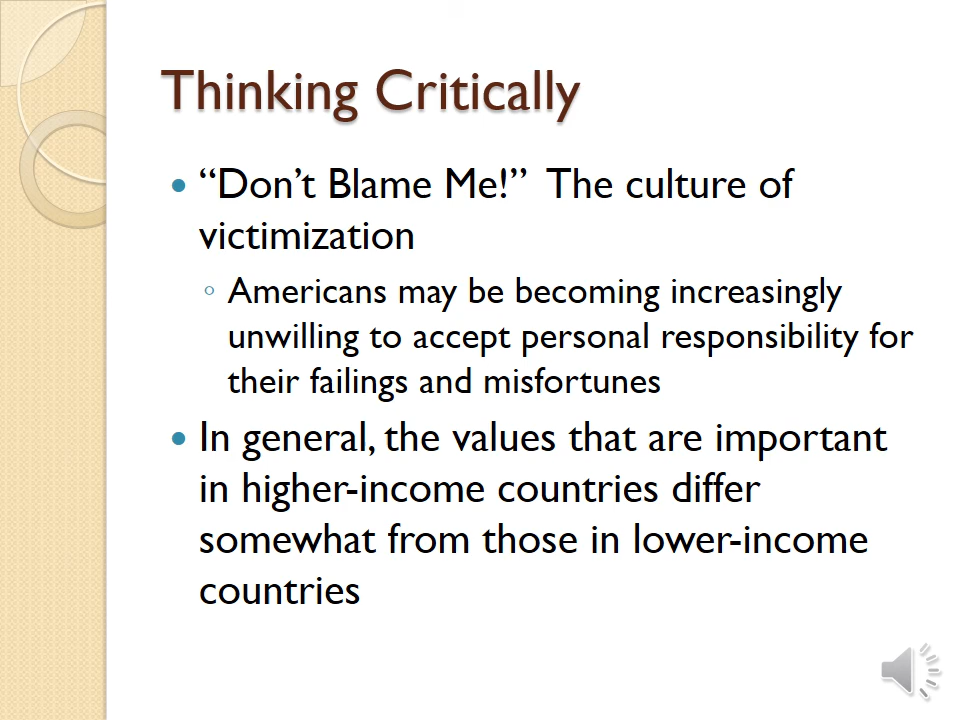 Thinking Critically
• “Don’t Blame Me!”  The culture of
victimization
◦ Americans may be becoming increasingly
unwilling to accept personal responsibility for
their failings and misfortunes
• In general, the values that are important
in higher-income countries differ
somewhat from those in lower-income
countries